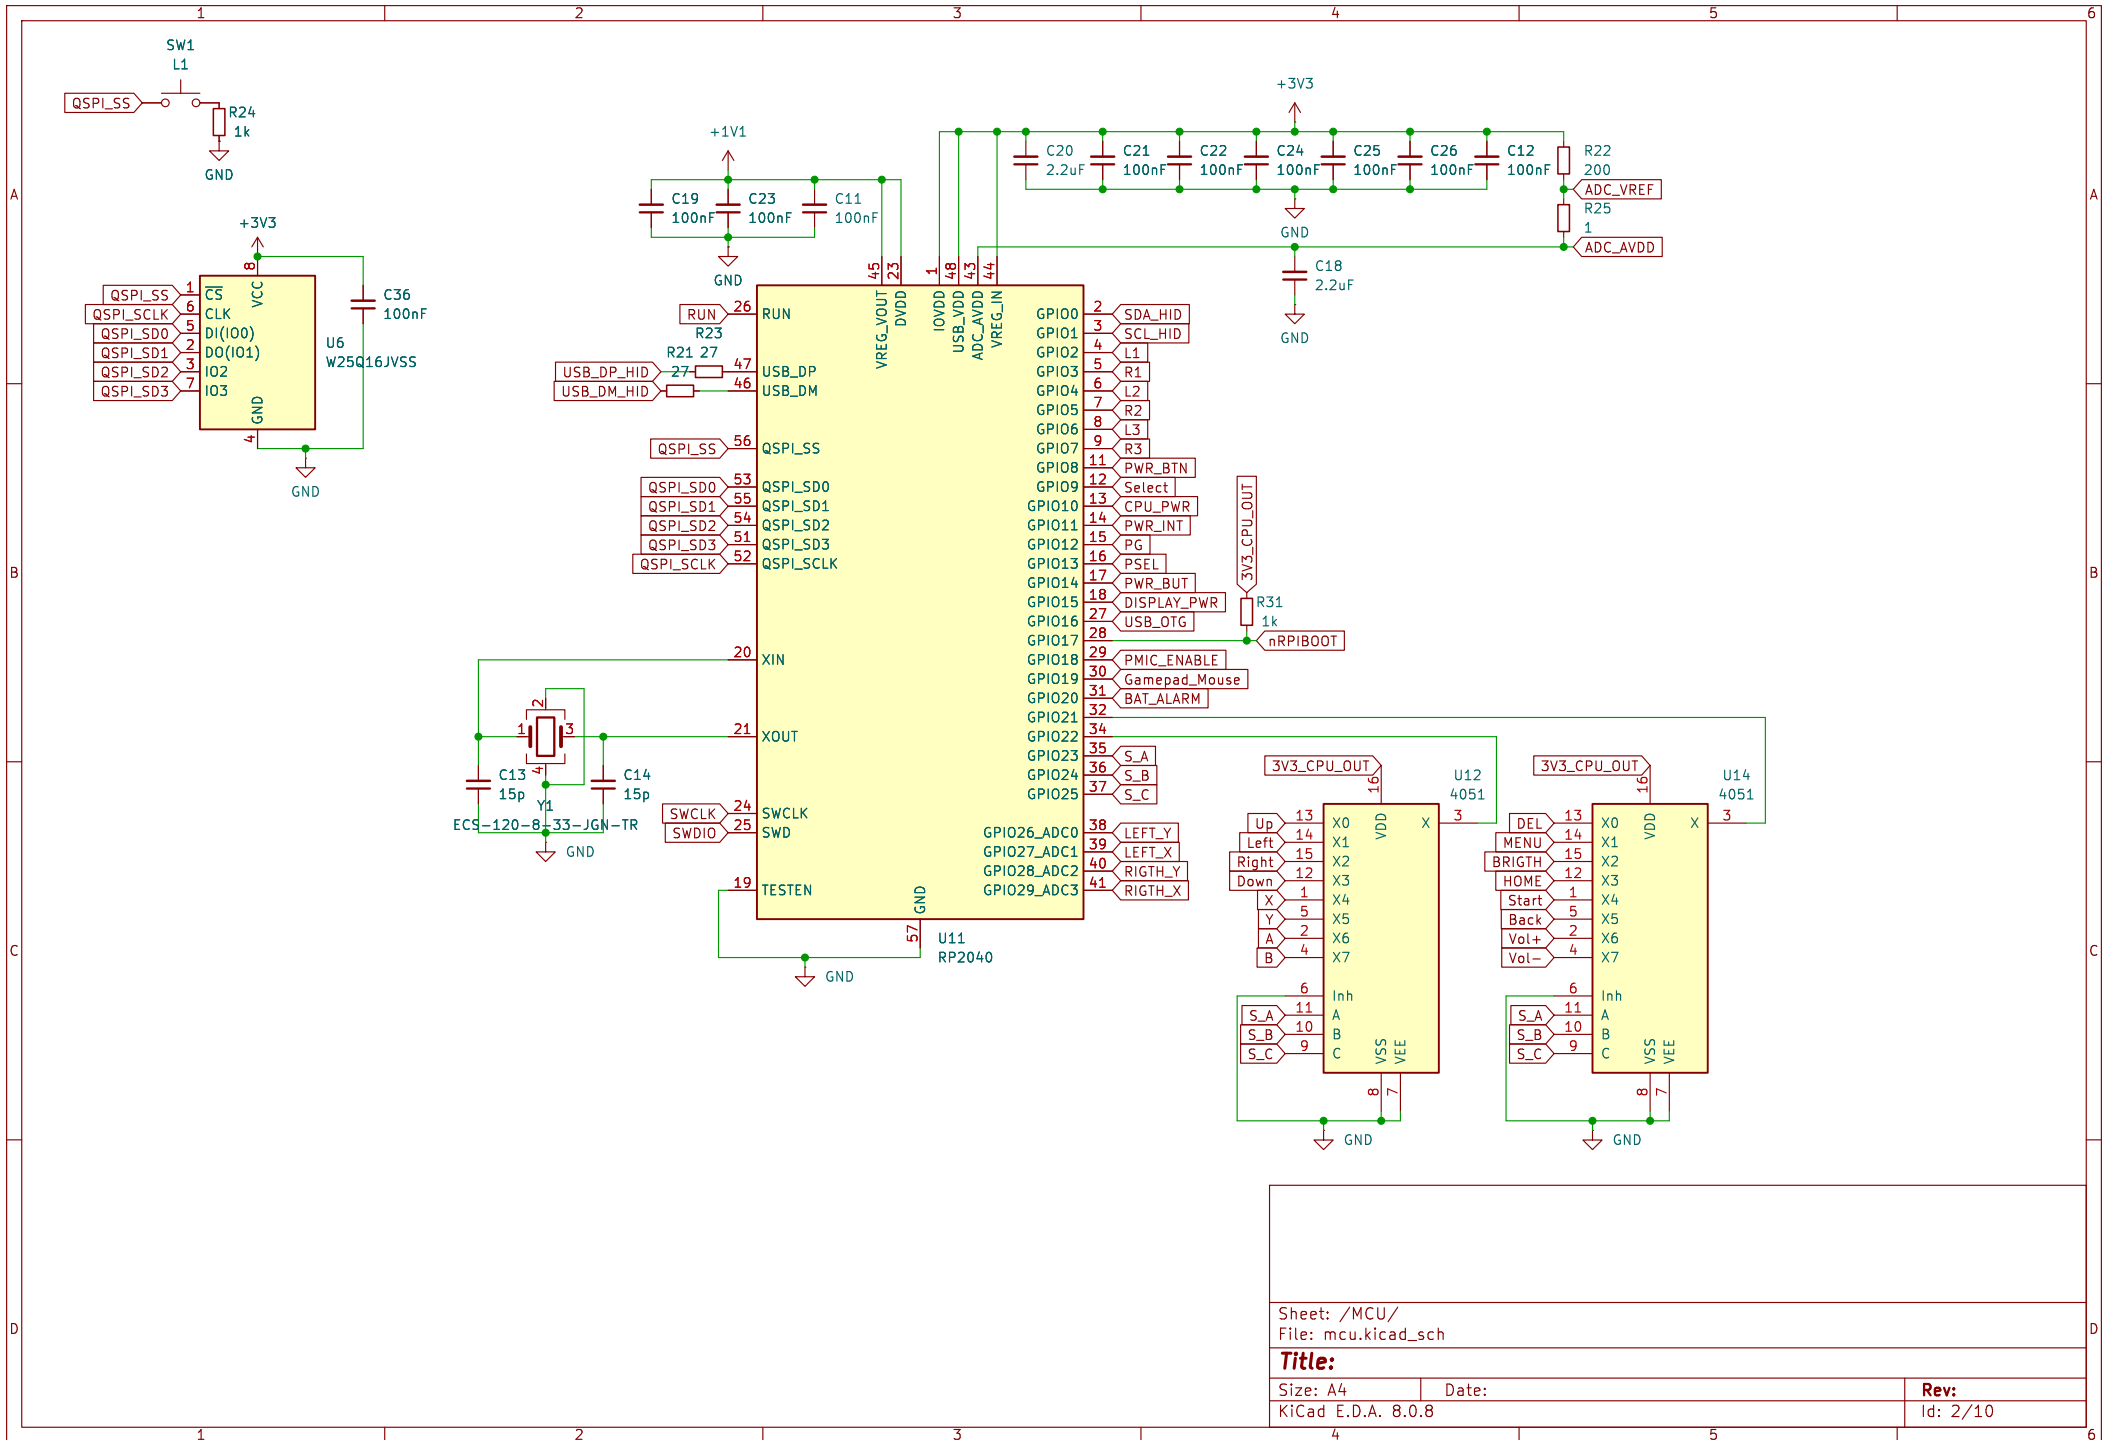 1 2 3 4 5 6
A
B
C
D
A
B
C
D
1 2 3 4 5 6
SW1
L1
QSPI_SS
R24
1k
GND
+3V3
8
VCC
QSPI_SS 1 CS
QSPI_SCLK 6 CLK
QSPI_SD0 5 DI(IO0)
QSPI_SD1 2 DO(IO1)
QSPI_SD2 3 IO2
QSPI_SD3 7 IO3
GND
4
C36
100nF
U6
W25Q16JVSS
GND
+1V1
C19
100nF
C23
100nF
C11
100nF
GND
+3V3
C20
2.2uF
C21
100nF
C22
100nF
C24
100nF
C25
100nF
C26
100nF
C12
100nF
GND
R22
200
ADC_VREF
R25
1
ADC_AVDD
C18
2.2uF
GND
45 VREG_VOUT
23 DVDD
1 IOVDD
48 USB_VDD
43 ADC_AVDD
44 VREG_IN
RUN 26 RUN
R23
27
R21
27
USB_DP_HID 47 USB_DP
USB_DM_HID 46 USB_DM
QSPI_SS 56 QSPI_SS
QSPI_SD0 53 QSPI_SD0
QSPI_SD1 55 QSPI_SD1
QSPI_SD2 54 QSPI_SD2
QSPI_SD3 51 QSPI_SD3
QSPI_SCLK 52 QSPI_SCLK
20 XIN
21 XOUT
SWCLK 24 SWCLK
SWDIO 25 SWD
19 TESTEN
GND
57
GND
U11
RP2040
1
2
3
4
C13
15p
C14
15p
Y1
ECS-120-8-33-JGN-TR
GND
GPIO0 2 SDA_HID
GPIO1 3 SCL_HID
GPIO2 4 L1
GPIO3 5 R1
GPIO4 6 L2
GPIO5 7 R2
GPIO6 8 L3
GPIO7 9 R3
GPIO8 11 PWR_BTN
GPIO9 12 Select
GPIO10 13 CPU_PWR
GPIO11 14 PWR_INT
GPIO12 15 PG
GPIO13 16 PSEL
GPIO14 17 PWR_BUT
GPIO15 18 DISPLAY_PWR
GPIO16 27 USB_OTG
GPIO17 28 nRPIBOOT
GPIO18 29 PMIC_ENABLE
GPIO19 30 Gamepad_Mouse
GPIO20 31 BAT_ALARM
GPIO21 32
GPIO22 34
GPIO23 35 S_A
GPIO24 36 S_B
GPIO25 37 S_C
GPIO26_ADC0 38 LEFT_Y
GPIO27_ADC1 39 LEFT_X
GPIO28_ADC2 40 RIGTH_Y
GPIO29_ADC3 41 RIGTH_X
3V3_CPU_OUT
R31
1k
3V3_CPU_OUT
16
VDD
U12
4051
Up 13 X0
Left 14 X1
Right 15 X2
Down 12 X3
X 1 X4
Y 5 X5
A 2 X6
B 4 X7
X 3
6 Inh
S_A 11 A
S_B 10 B
S_C 9 C
VSS
VEE
8
7
GND
3V3_CPU_OUT
16
VDD
U14
4051
DEL 13 X0
MENU 14 X1
BRIGTH 15 X2
HOME 12 X3
Start 1 X4
Back 5 X5
Vol+ 2 X6
Vol- 4 X7
X 3
6 Inh
S_A 11 A
S_B 10 B
S_C 9 C
VSS
VEE
8
7
GND
Sheet: /MCU/
File: mcu.kicad_sch
Title:
Size: A4 Date: Rev:
KiCad E.D.A. 8.0.8 Id: 2/10